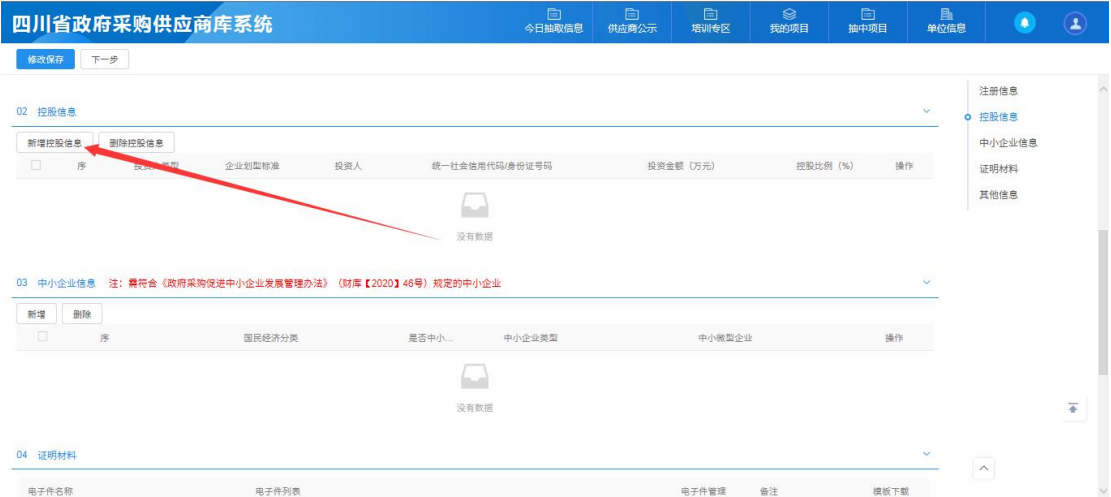 四川省政府采购供应商库系统
今日抽取信息 供应商公示 培训专区 我的项目 抽中项目 单位信息
修改保存 下一步
注册信息
02 控股信息
控股信息
新增控股信息 删除控股信息
中小企业信息
序 类型 企业划型标准 投资人 统一社会信用代码/身份证号码 投资金额（万元） 控股比例（%） 操作
证明材料
其他信息
没有数据
03 中小企业信息 注：需符合《政府采购促进中小企业发展管理办法》（财库【2020】46号）规定的中小企业
新增 删除
序 国民经济分类 是否中小... 中小企业类型 中小微型企业 操作
没有数据
04 证明材料
电子件名称 电子件列表 电子件管理 备注 模板下载